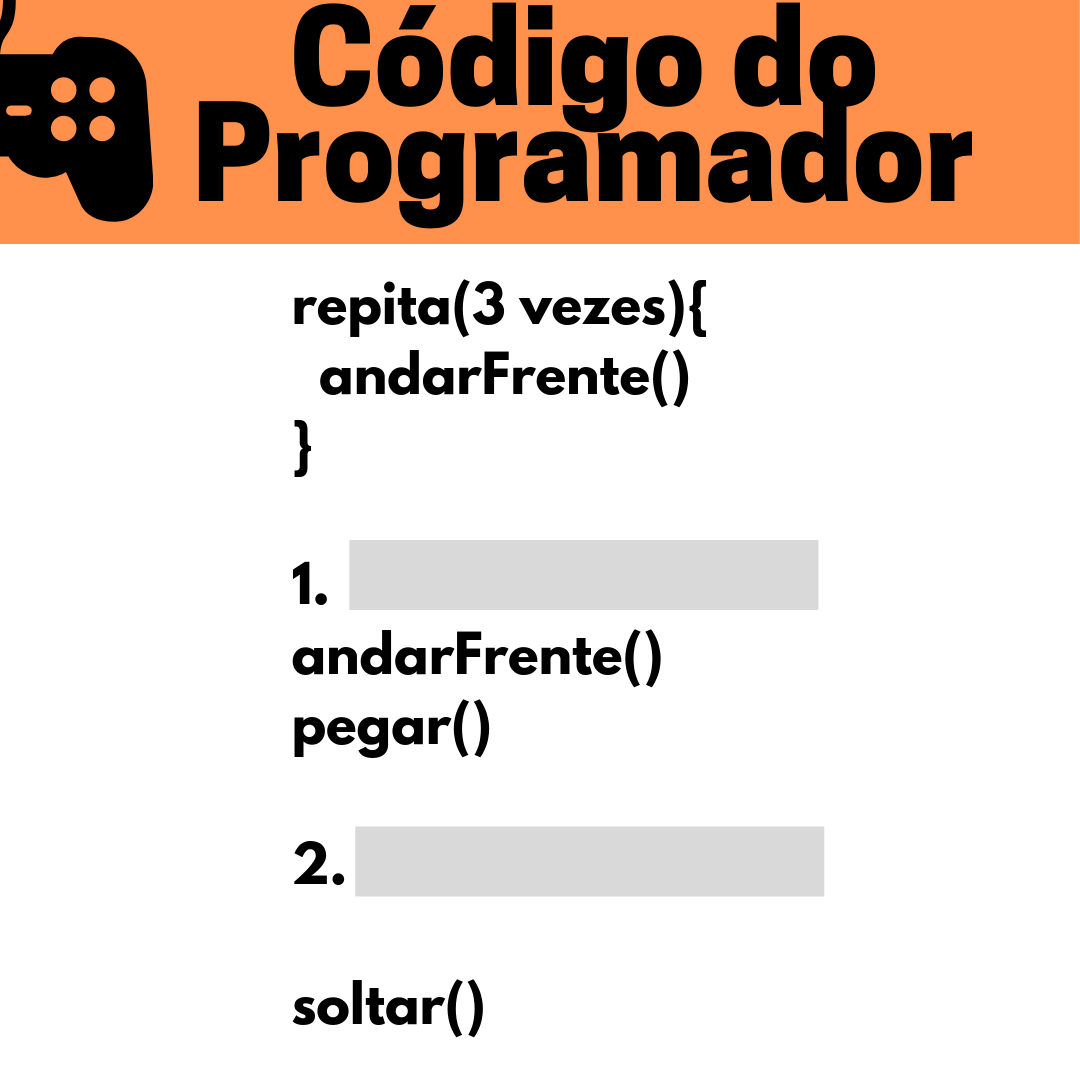 Código do
Programador
repita(3 vezes){
andarFrente()
}
1.
andarFrente()
pegar()
2.
soltar()